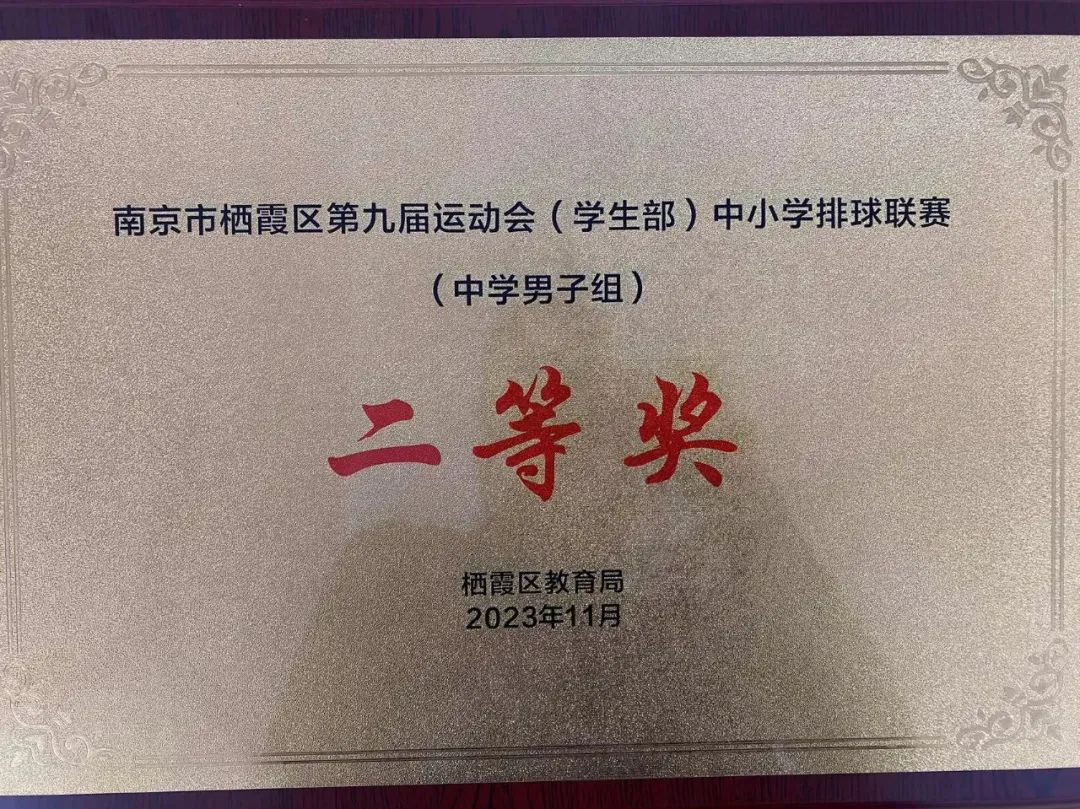 南京市栖霞区第九届运动会（学生部）中小学排球联赛
（中学男子组）
二等奖
栖霞区教育局
2023年11月